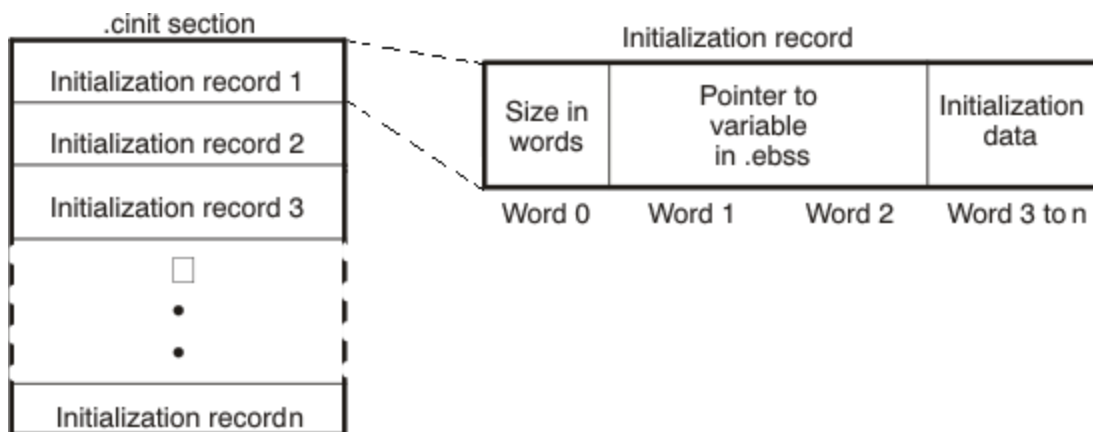 .cinit section
Initialization record 1
Initialization record 2
Initialization record 3
Initialization recordn
Initialization record
Size in
words
Pointer to
variable
in .ebss
Initialization
data
Word 0
Word 1
Word 2
Word 3 to n